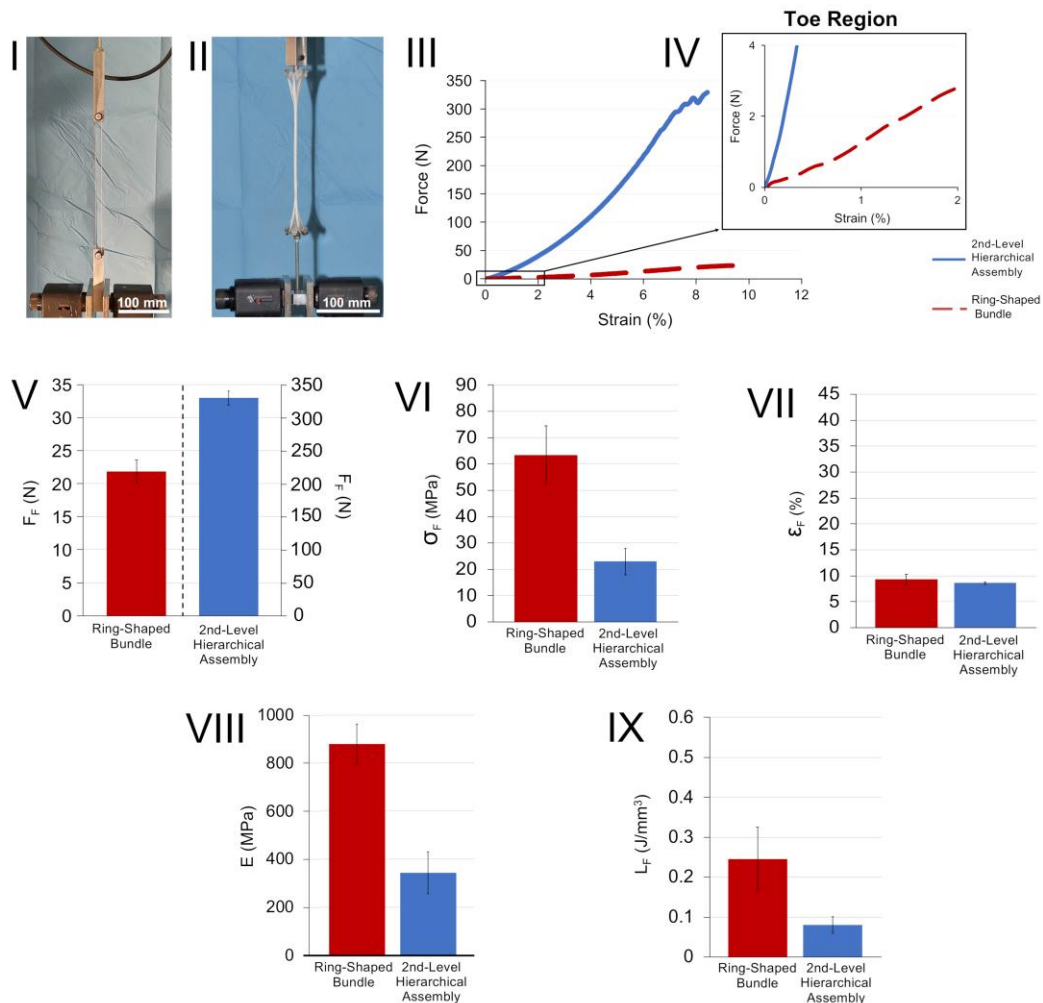 Toe Region
I
II
III
IV
100 mm
100 mm
Force (N)
350
300
250
200
150
100
50
0
0
2
4
6
8
10
12
Strain (%)
Force (N)
4
2
0
0
1
2
Strain (%)
2nd-Level
Hierarchical
Assembly
Ring-Shaped
Bundle
V
F_F (N)
35
30
25
20
15
10
5
0
350
300
250
200
150
100
50
0
F_F (N)
Ring-Shaped
Bundle
2nd-Level
Hierarchical
Assembly
VI
σ_F (MPa)
90
80
70
60
50
40
30
20
10
0
Ring-Shaped
Bundle
2nd-Level
Hierarchical
Assembly
VII
ε_F (%)
45
40
35
30
25
20
15
10
5
0
Ring-Shaped
Bundle
2nd-Level
Hierarchical
Assembly
VIII
E (MPa)
1000
800
600
400
200
0
Ring-Shaped
Bundle
2nd-Level
Hierarchical
Assembly
IX
L_F (J/mm³)
0.6
0.5
0.4
0.3
0.2
0.1
0
Ring-Shaped
Bundle
2nd-Level
Hierarchical
Assembly